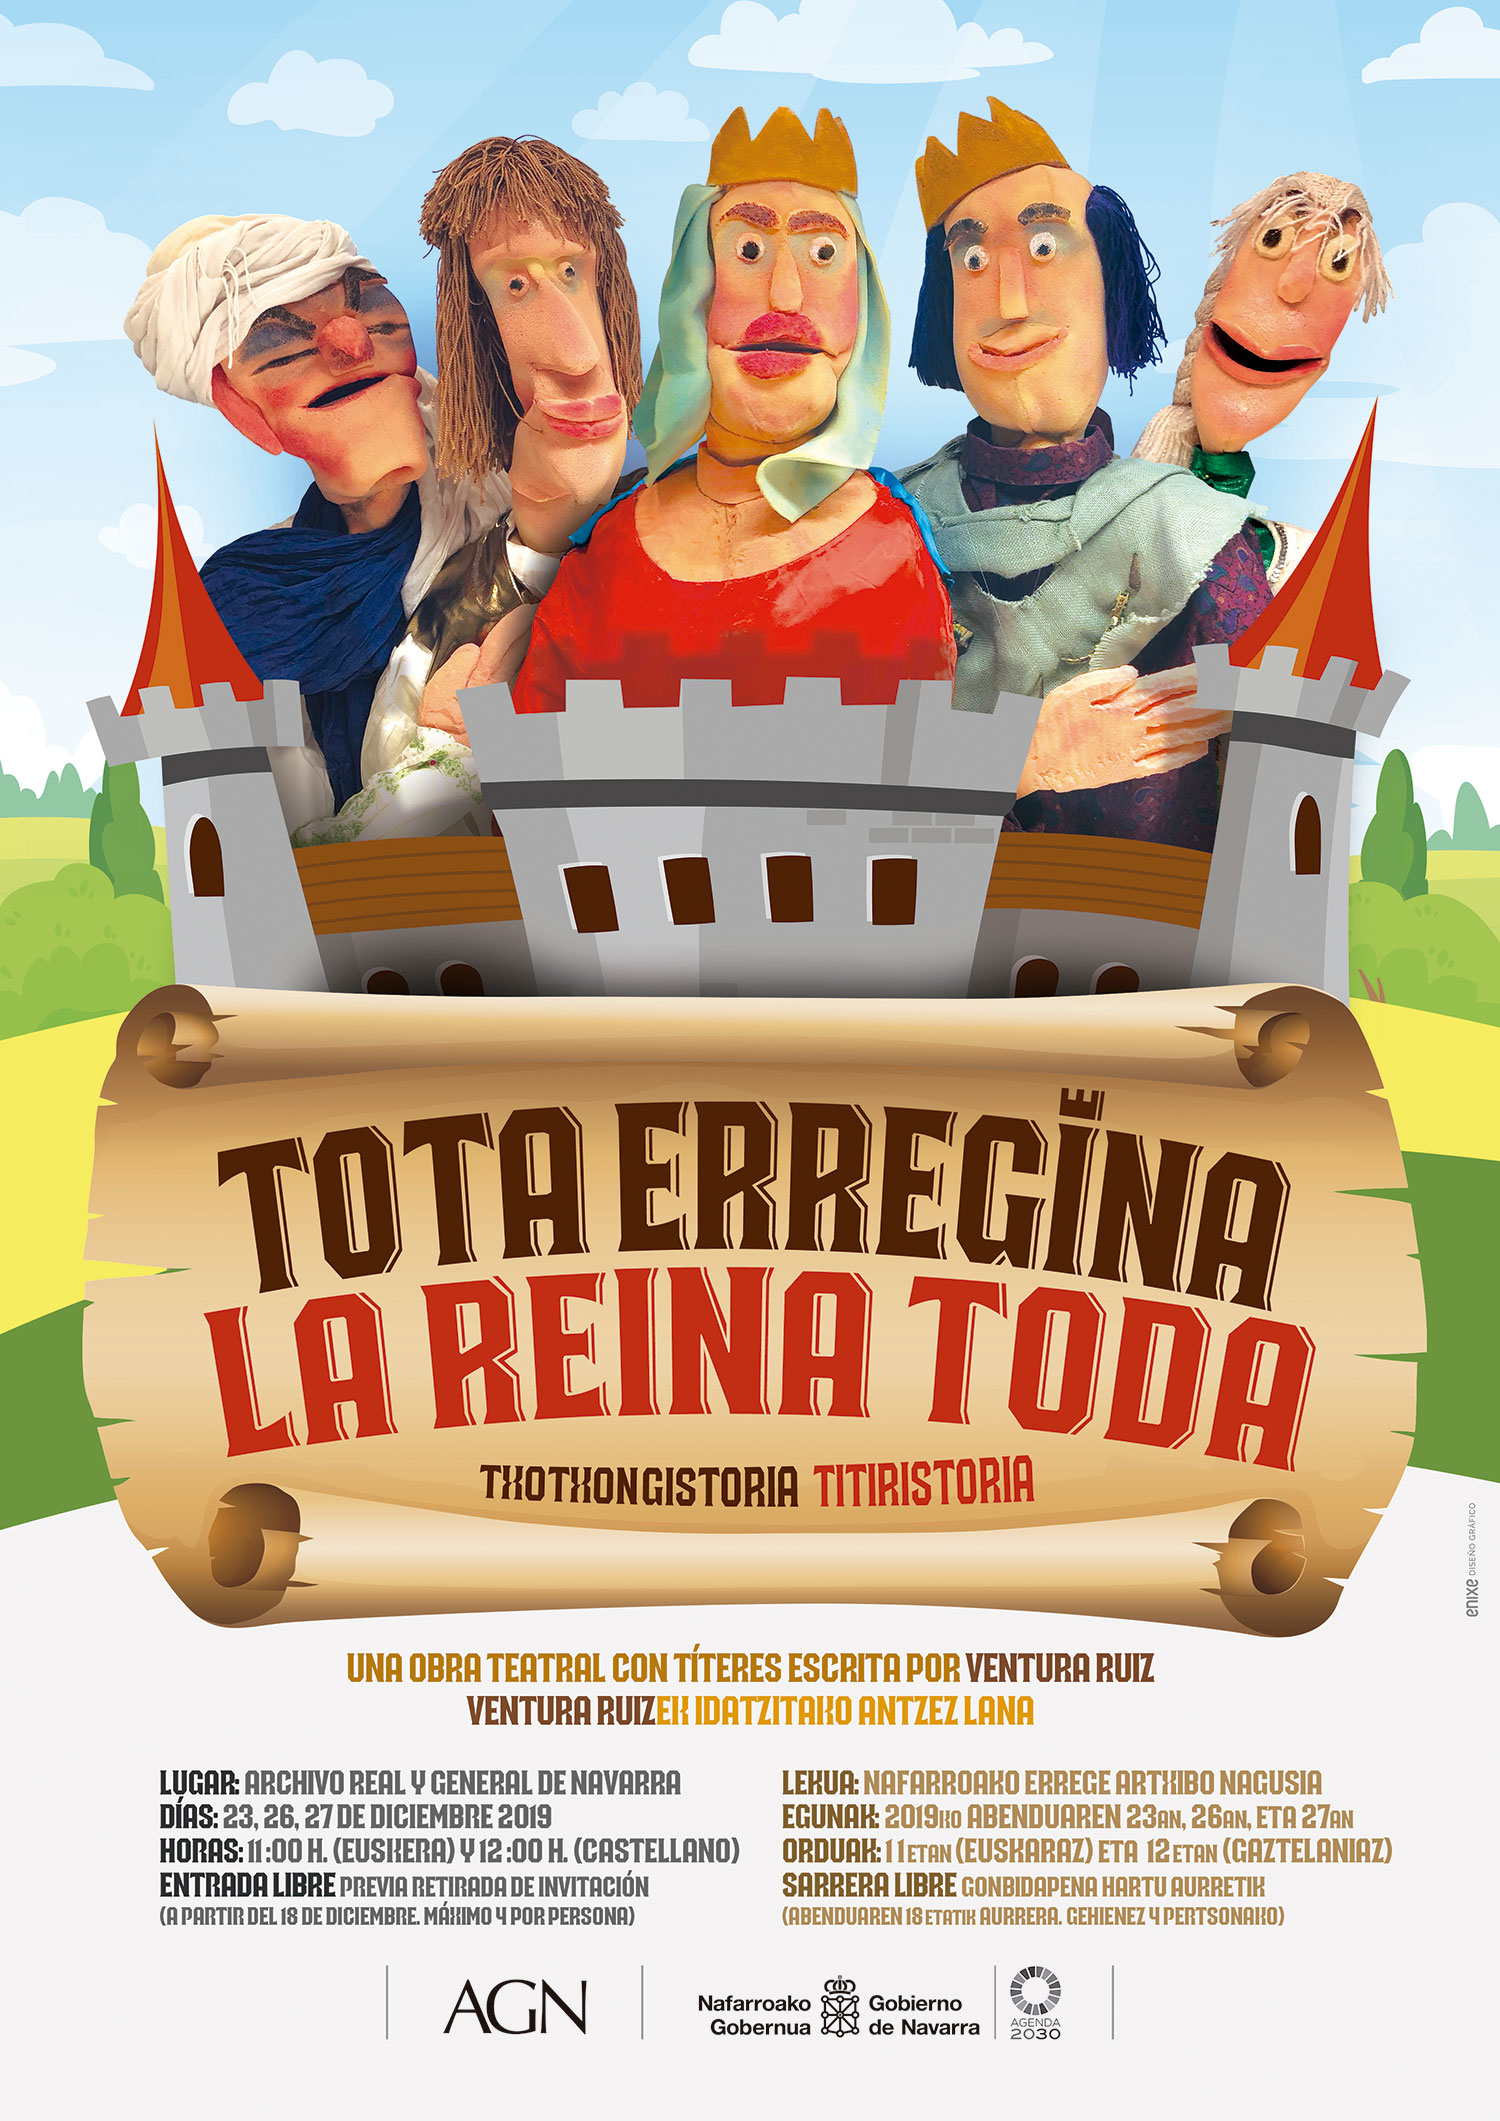 TOTA ERREGIÑA
E
LA REINA TODA
TXOTXONGISTORIA TITIRISTORIA
enixe DISEÑO GRÁFICO
UNA OBRA TEATRAL CON TÍTERES ESCRITA POR VENTURA RUIZ
VENTURA RUIZEK IDATZITAKO ANTZEZ LANA
LUGAR: ARCHIVO REAL Y GENERAL DE NAVARRA
DÍAS: 23, 26, 27 DE DICIEMBRE 2019
HORAS: 11:00 H. (EUSKERA) Y 12:00 H. (CASTELLANO)
ENTRADA LIBRE PREVIA RETIRADA DE INVITACIÓN
(A PARTIR DEL 18 DE DICIEMBRE. MÁXIMO 4 POR PERSONA)
LEKUA: NAFARROAKO ERREGE ARTXIBO NAGUSIA
EGUNAK: 2019KO ABENDUAREN 23AN, 26AN, ETA 27AN
ORDUAK: 11ETAN (EUSKARAZ) ETA 12ETAN (GAZTELANIAZ)
SARRERA LIBRE GONBIDAPENA HARTU AURRETIK
(ABENDUAREN 18ETATIK AURRERA. GEHIENEZ 4 PERTSONAKO)
AGN
Nafarroako Gobernua
Gobierno de Navarra
AGENDA 2030